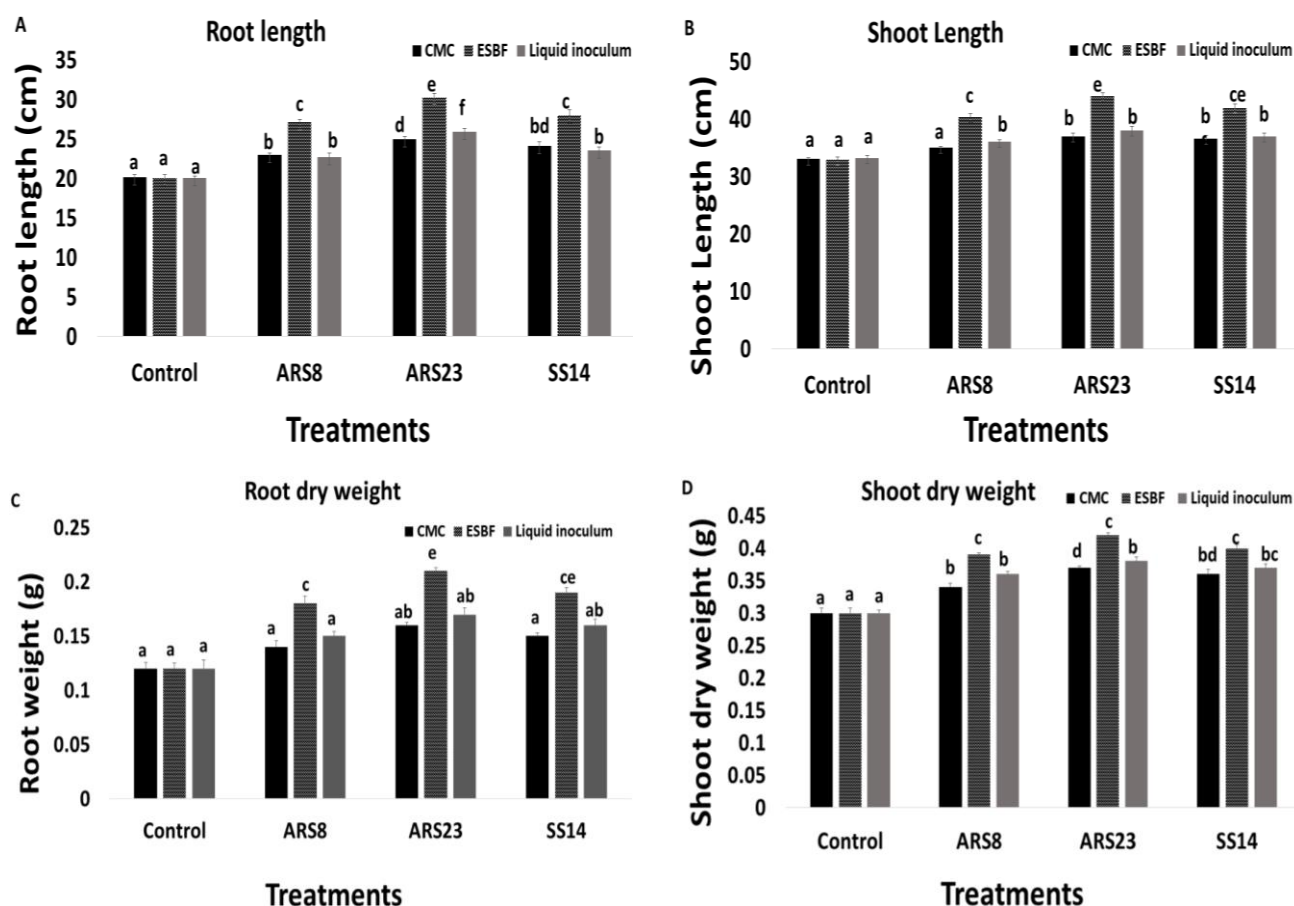 A
Root length
CMC ESBF Liquid inoculum
Root length (cm)
35
30
25
20
15
10
5
0
a a a
b c b
d e f
bd c b
Control ARS8 ARS23 SS14
Treatments
B
Shoot Length
CMC ESBF Liquid inoculum
Shoot Length (cm)
50
40
30
20
10
0
a a a
a c b
b e b
b ce b
Control ARS8 ARS23 SS14
Treatments
C
Root dry weight
CMC ESBF Liquid inoculum
Root weight (g)
0.25
0.2
0.15
0.1
0.05
0
a a a
a c a
ab e ab
a ce ab
Control ARS8 ARS23 SS14
Treatments
D
Shoot dry weight
CMC ESBF Liquid inoculum
Shoot dry weight (g)
0.45
0.4
0.35
0.3
0.25
0.2
0.15
0.1
0.05
0
a a a
b c b
d c b
bd c bc
Control ARS8 ARS23 SS14
Treatments